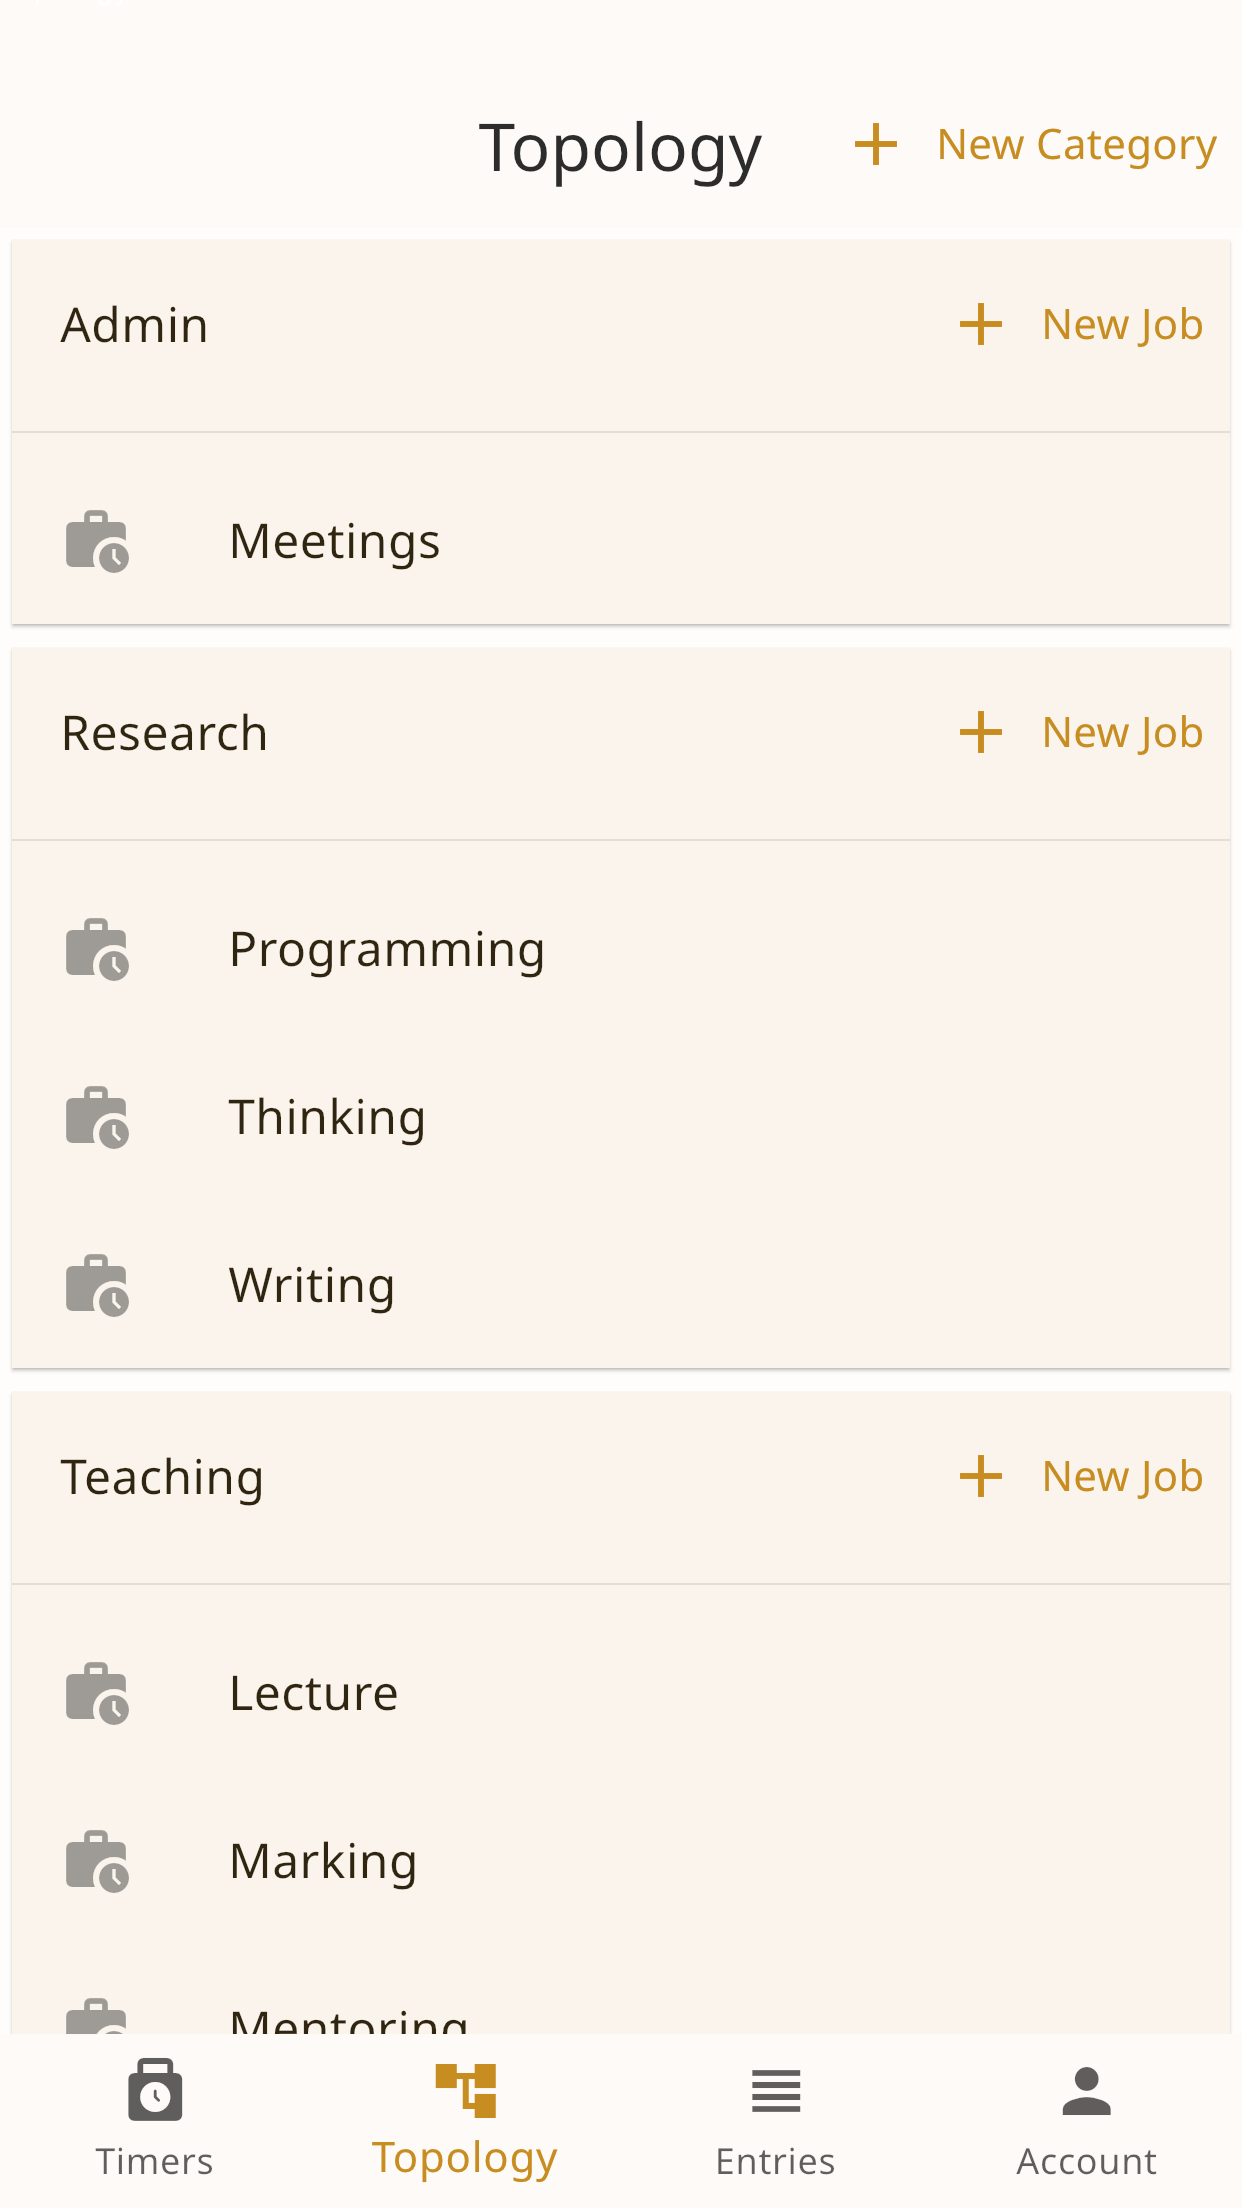 Topology
New Category
Admin
New Job
Meetings
Research
New Job
Programming
Thinking
Writing
Teaching
New Job
Lecture
Marking
Mentoring
Timers
Topology
Entries
Account